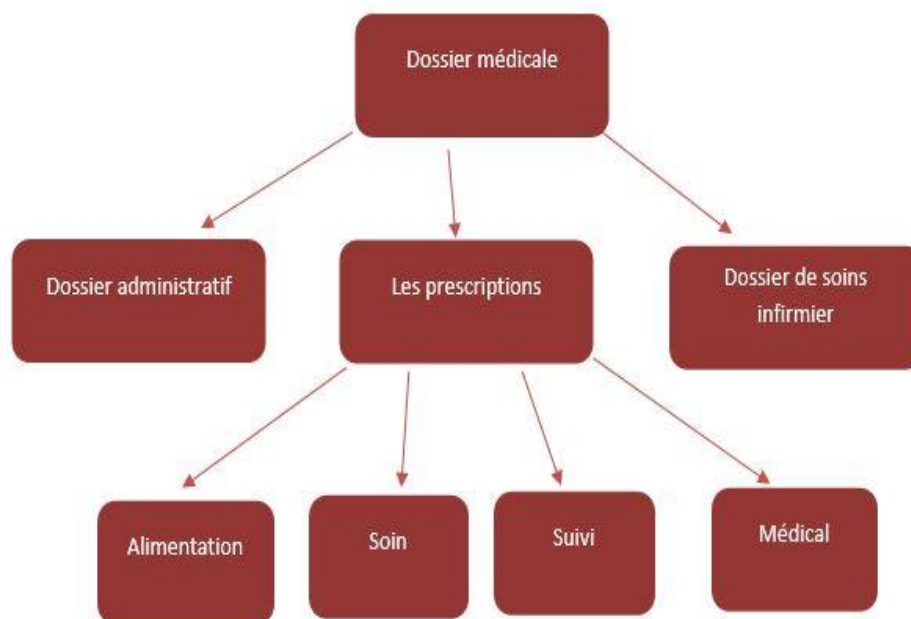 Dossier médicale
Dossier administratif
Les prescriptions
Dossier de soins
infirmier
Alimentation
Soin
Suivi
Médical